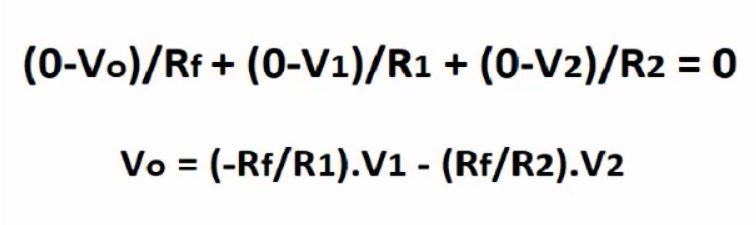 (0-Vo)/Rf + (0-V1)/R1 + (0-V2)/R2 = 0
Vo = (-Rf/R1).V1 - (Rf/R2).V2